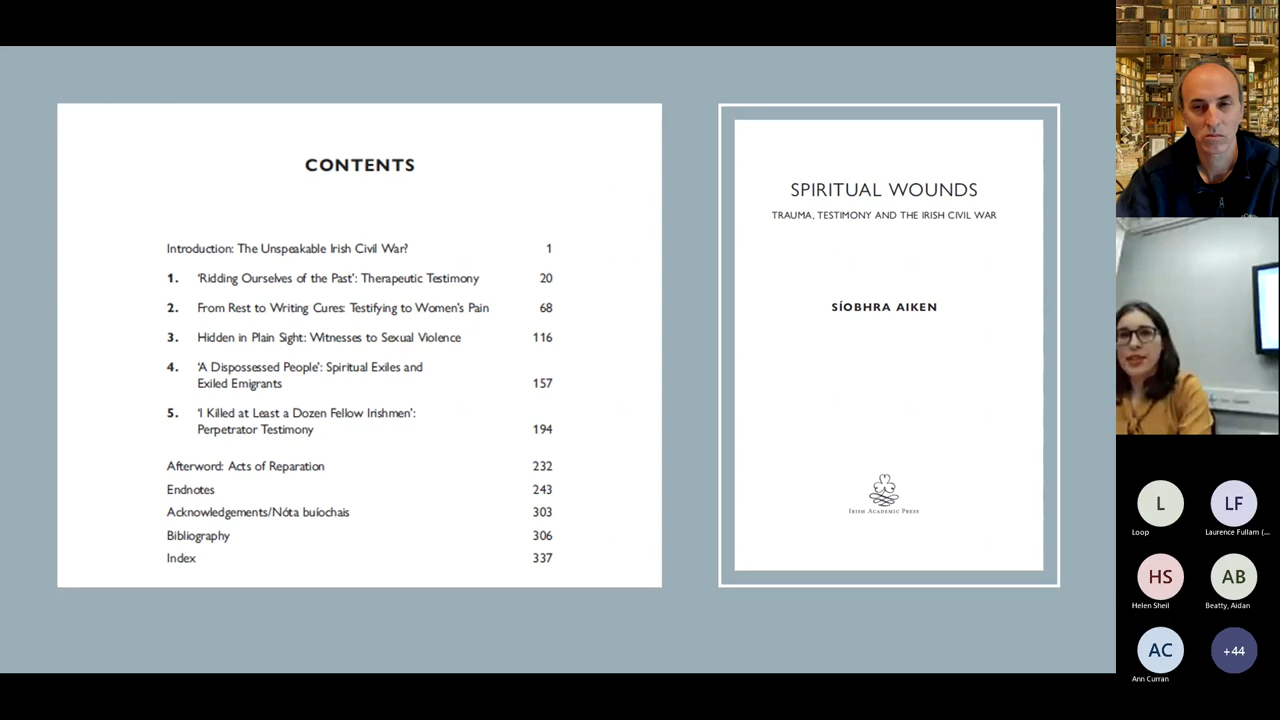 CONTENTS
Introduction: The Unspeakable Irish Civil War? 1
1. ‘Ridding Ourselves of the Past’: Therapeutic Testimony 20
2. From Rest to Writing Cures: Testifying to Women’s Pain 68
3. Hidden in Plain Sight: Witnesses to Sexual Violence 116
4. ‘A Dispossessed People’: Spiritual Exiles and
Exiled Emigrants 157
5. ‘I Killed at Least a Dozen Fellow Irishmen’:
Perpetrator Testimony 194
Afterword: Acts of Reparation 232
Endnotes 243
Acknowledgements/Nóta buíochais 303
Bibliography 306
Index 337
SPIRITUAL WOUNDS
TRAUMA, TESTIMONY AND THE IRISH CIVIL WAR
SÍOBHRA AIKEN
IRISH ACADEMIC PRESS
L
Loop
LF
Laurence Fullam (...
HS
Helen Sheil
AB
Beatty, Aidan
AC
Ann Curran
+44